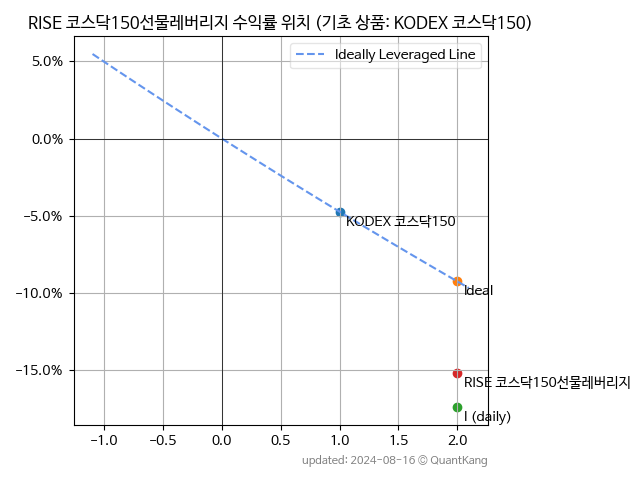 RISE 코스닥150선물레버리지 수익률 위치 (기초 상품: KODEX 코스닥150)
Ideally Leveraged Line
5.0%
0.0%
KODEX 코스닥150
−5.0%
Ideal
−10.0%
−15.0%
RISE 코스닥150선물레버리지
I (daily)
−1.0 −0.5 0.0 0.5 1.0 1.5 2.0
updated: 2024-08-16 © QuantKang